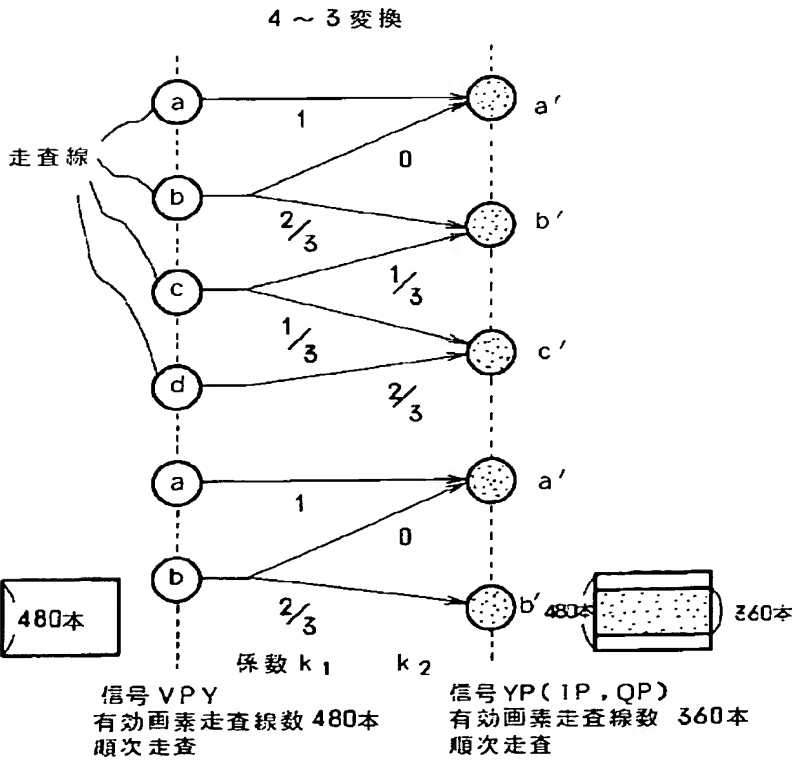 4～3変換
a
1
a′
0
走査線
b
2/3
b′
c
1/3
1/3
c′
d
2/3
a
1
a′
0
b
2/3
b′
480本
480本
360本
係数 k₁ k₂
信号VPY
有効画素走査線数 480本
順次走査
信号YP(IP,QP)
有効画素走査線数 360本
順次走査